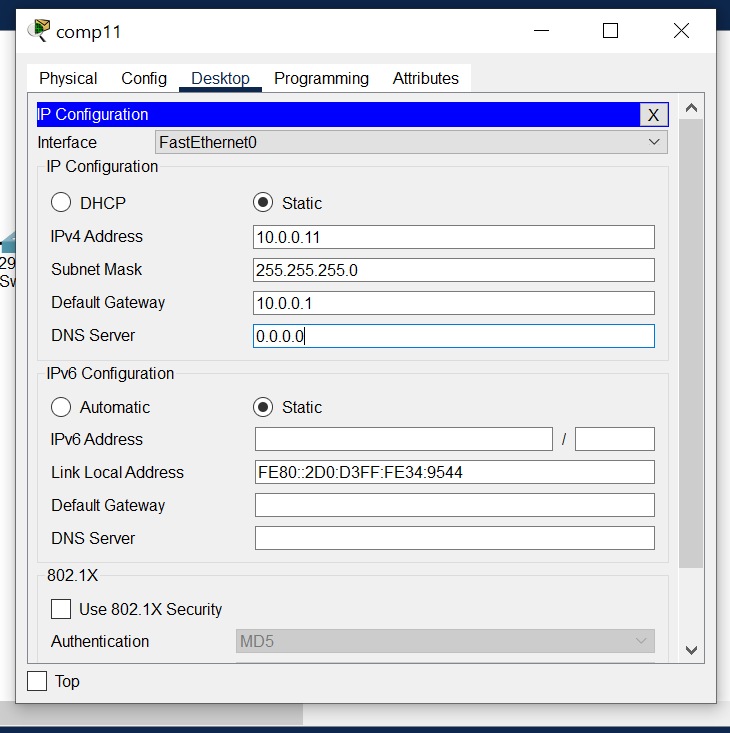 comp11
Physical Config Desktop Programming Attributes
IP Configuration X
Interface FastEthernet0
IP Configuration
DHCP Static
IPv4 Address 10.0.0.11
Subnet Mask 255.255.255.0
Default Gateway 10.0.0.1
DNS Server 0.0.0.0
IPv6 Configuration
Automatic Static
IPv6 Address /
Link Local Address FE80::2D0:D3FF:FE34:9544
Default Gateway
DNS Server
802.1X
Use 802.1X Security
Authentication MD5
Top
29
Sw